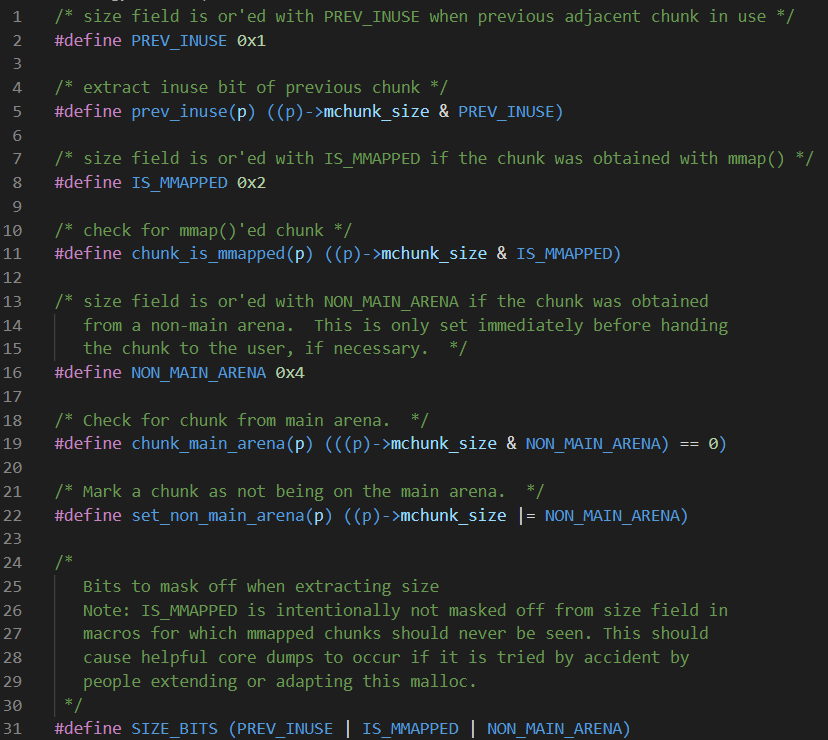 1 /* size field is or'ed with PREV_INUSE when previous adjacent chunk in use */
2 #define PREV_INUSE 0x1
3
4 /* extract inuse bit of previous chunk */
5 #define prev_inuse(p) ((p)->mchunk_size & PREV_INUSE)
6
7 /* size field is or'ed with IS_MMAPPED if the chunk was obtained with mmap() */
8 #define IS_MMAPPED 0x2
9
10 /* check for mmap()'ed chunk */
11 #define chunk_is_mmapped(p) ((p)->mchunk_size & IS_MMAPPED)
12
13 /* size field is or'ed with NON_MAIN_ARENA if the chunk was obtained
14    from a non-main arena.  This is only set immediately before handing
15    the chunk to the user, if necessary.  */
16 #define NON_MAIN_ARENA 0x4
17
18 /* Check for chunk from main arena.  */
19 #define chunk_main_arena(p) (((p)->mchunk_size & NON_MAIN_ARENA) == 0)
20
21 /* Mark a chunk as not being on the main arena.  */
22 #define set_non_main_arena(p) ((p)->mchunk_size |= NON_MAIN_ARENA)
23
24 /*
25    Bits to mask off when extracting size
26    Note: IS_MMAPPED is intentionally not masked off from size field in
27    macros for which mmapped chunks should never be seen. This should
28    cause helpful core dumps to occur if it is tried by accident by
29    people extending or adapting this malloc.
30  */
31 #define SIZE_BITS (PREV_INUSE | IS_MMAPPED | NON_MAIN_ARENA)